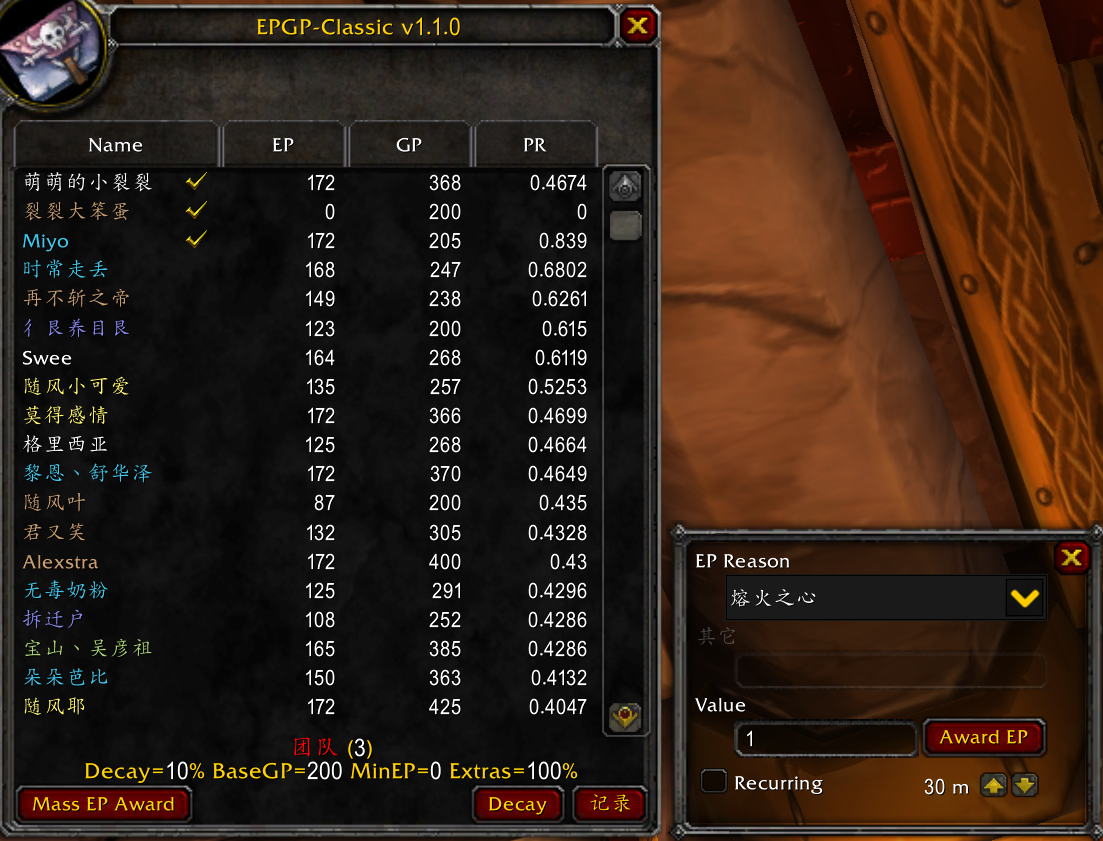 EPGP-Classic v1.1.0
Name EP GP PR
萌萌的小裂裂 172 368 0.4674
裂裂大笨蛋 0 200 0
Miyo 172 205 0.839
时常走丢 168 247 0.6802
再不斩之帝 149 238 0.6261
彳艮养目艮 123 200 0.615
Swee 164 268 0.6119
随风小可爱 135 257 0.5253
莫得感情 172 366 0.4699
格里西亚 125 268 0.4664
黎恩、舒华泽 172 370 0.4649
随风叶 87 200 0.435
君又笑 132 305 0.4328
Alexstra 172 400 0.43
无毒奶粉 125 291 0.4296
拆迁户 108 252 0.4286
宝山、吴彦祖 165 385 0.4286
朵朵芭比 150 363 0.4132
随风耶 172 425 0.4047
团队 (3)
Decay=10% BaseGP=200 MinEP=0 Extras=100%
Mass EP Award Decay 记录
EP Reason
熔火之心
其它
Value
1 Award EP
Recurring 30 m